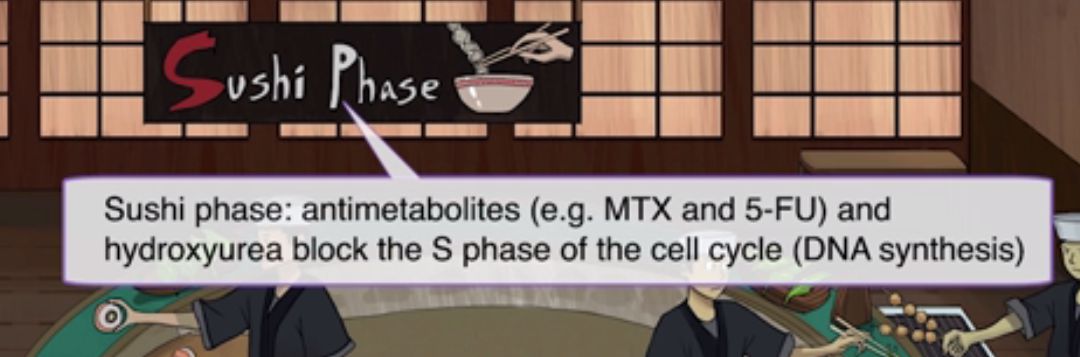 Sushi Phase
Sushi phase: antimetabolites (e.g. MTX and 5-FU) and
hydroxyurea block the S phase of the cell cycle (DNA synthesis)